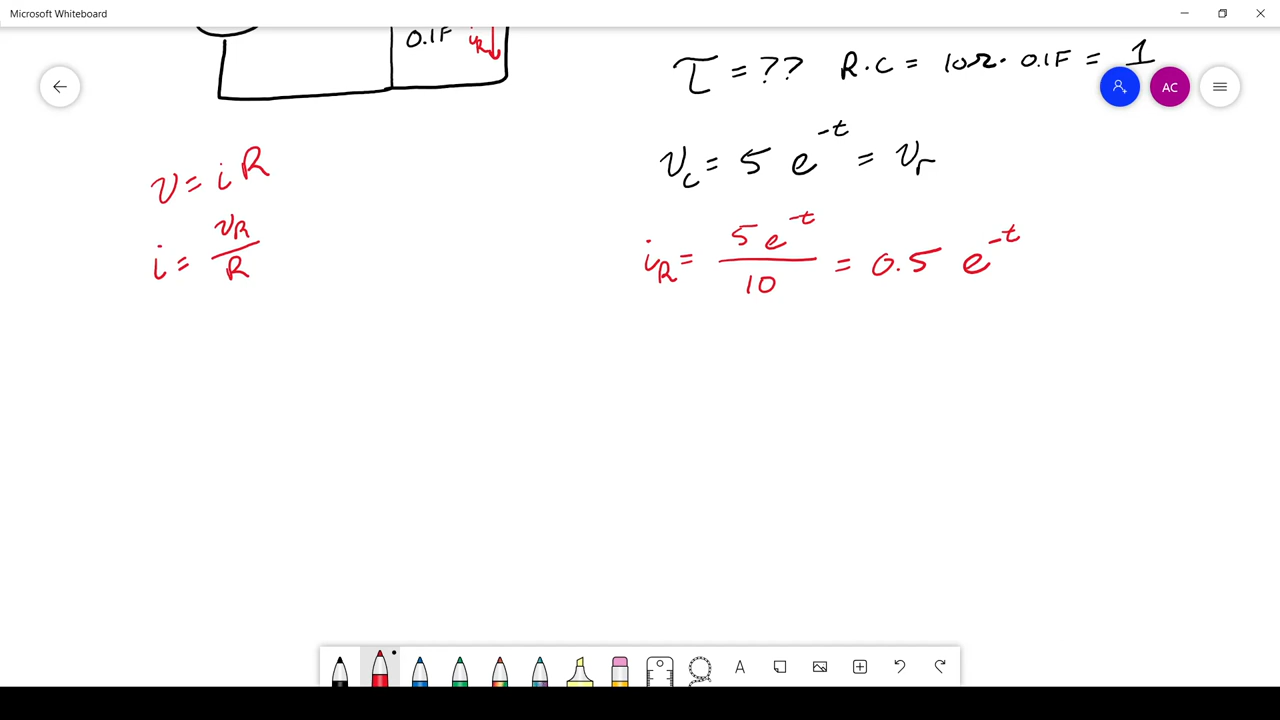 Microsoft Whiteboard
0.1F
iR
τ = ?? R.C = 10Ω · 0.1F = 1
AC
v = iR
i = vR / R
vc = 5 e^-t = vr
iR = 5e^-t / 10 = 0.5 e^-t
A